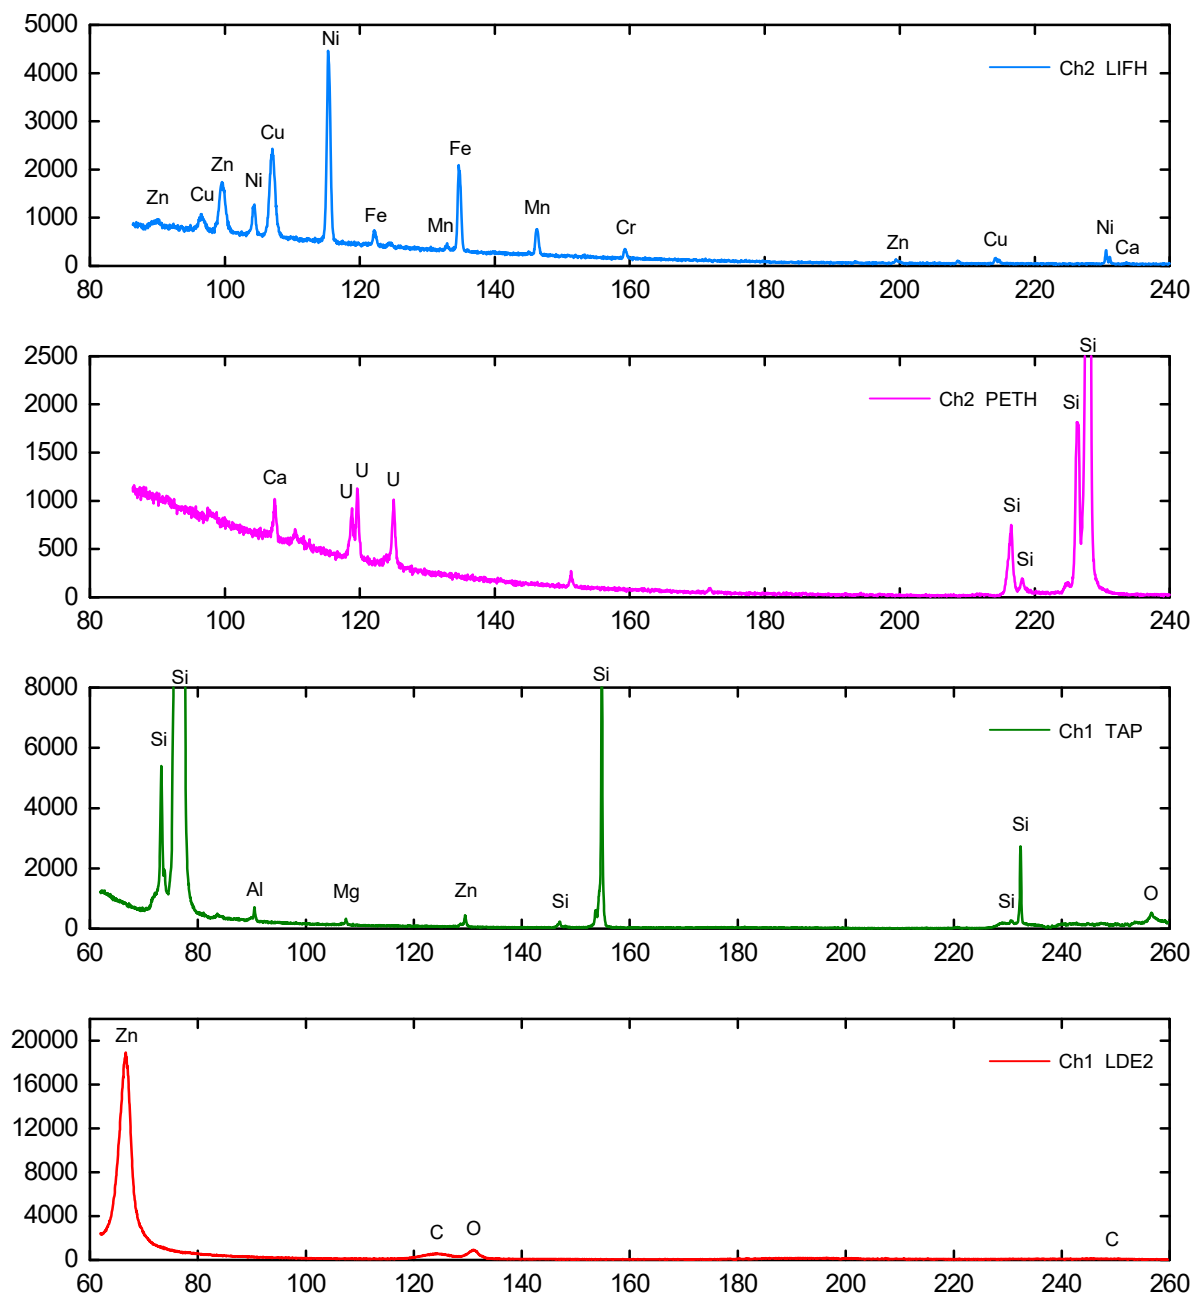 5000
Ni
4000
Ch2 LIFH
3000
Cu
Fe
2000
Zn
Ni
Mn
1000
Zn
Cu
Fe
Mn
Cr
Zn
Cu
Ni
Ca
0
80 100 120 140 160 180 200 220 240
Si
2500
2000
Ch2 PETH
Si
1500
U
Ca
U
U
1000
Si
500
Si
0
80 100 120 140 160 180 200 220 240
Si
Si
8000
Si
Ch1 TAP
6000
4000
Si
2000
Al
Mg
Zn
Si
Si
O
0
60 80 100 120 140 160 180 200 220 240 260
20000
Zn
Ch1 LDE2
16000
12000
8000
4000
C
O
C
0
60 80 100 120 140 160 180 200 220 240 260